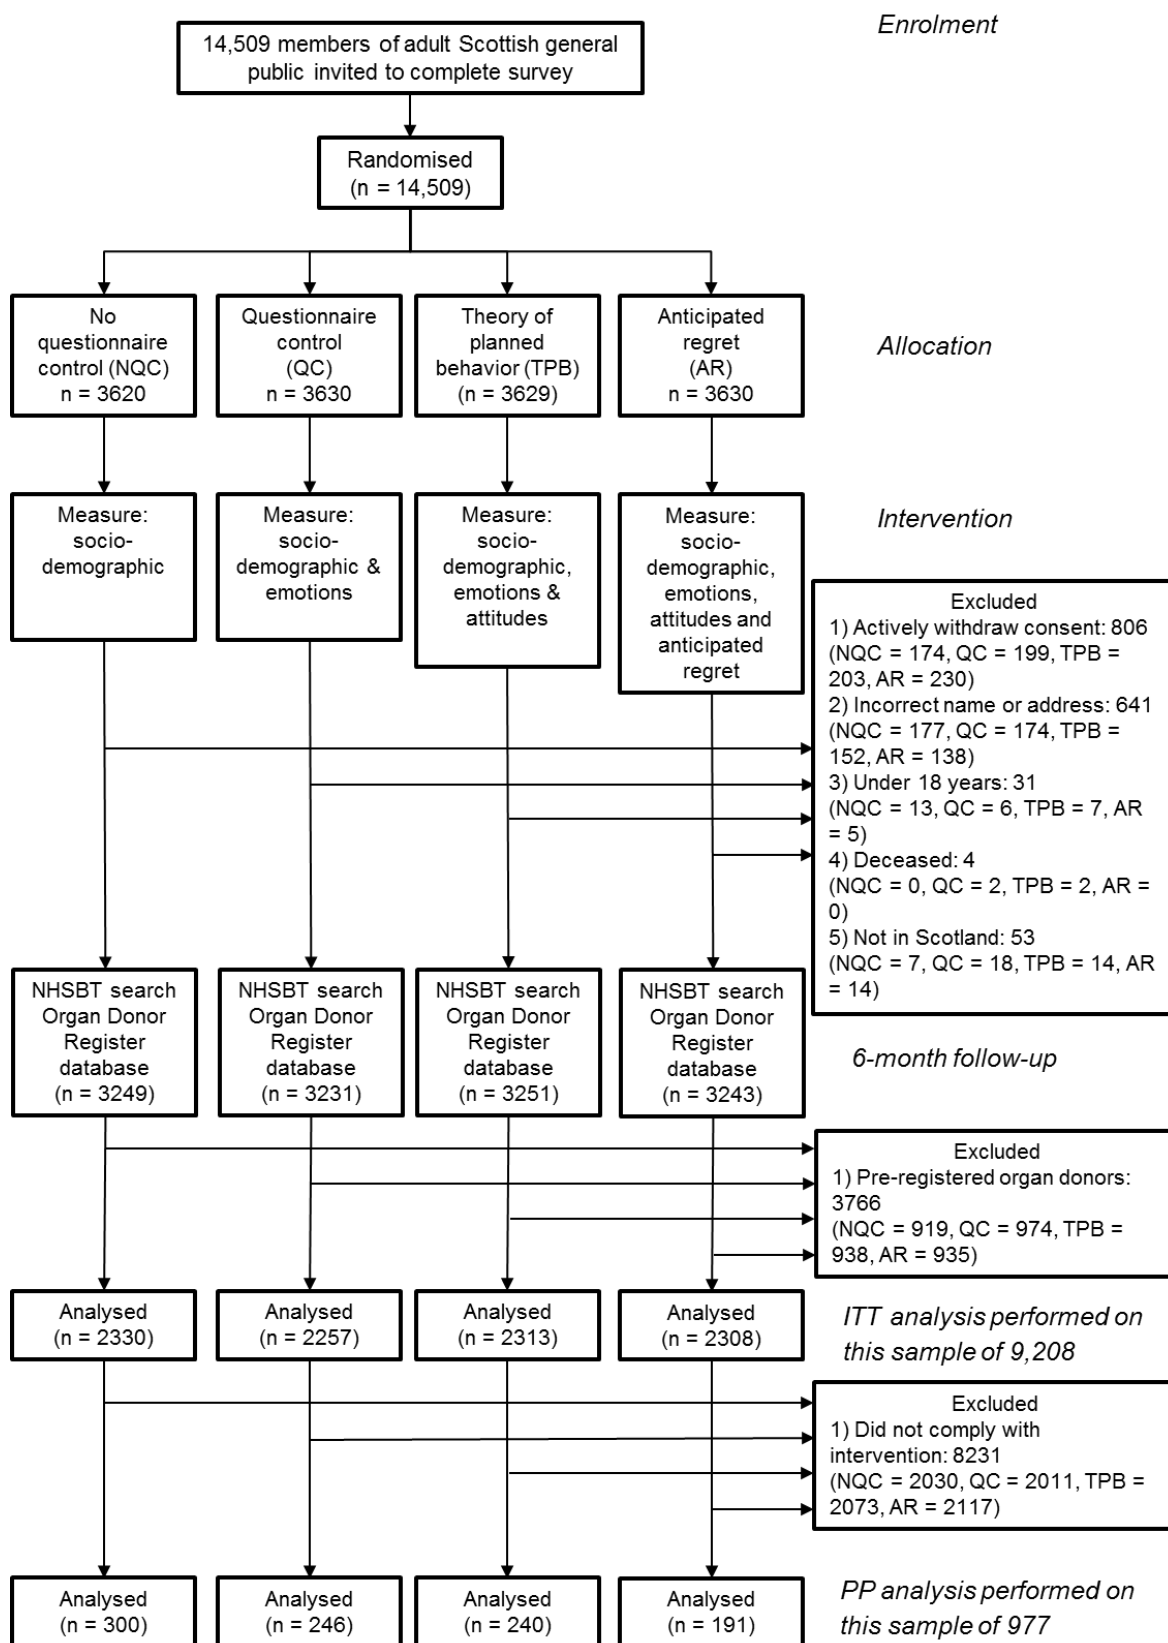 Enrolment
14,509 members of adult Scottish general
public invited to complete survey
Randomised
(n = 14,509)
No
questionnaire
control (NQC)
n = 3620
Questionnaire
control
(QC)
n = 3630
Theory of
planned
behavior (TPB)
(n = 3629)
Anticipated
regret
(AR)
n = 3630
Allocation
Measure:
socio-
demographic
Measure:
socio-
demographic &
emotions
Measure:
socio-
demographic,
emotions &
attitudes
Measure:
socio-
demographic,
emotions,
attitudes and
anticipated
regret
Intervention
Excluded
1) Actively withdraw consent: 806
(NQC = 174, QC = 199, TPB =
203, AR = 230)
2) Incorrect name or address: 641
(NQC = 177, QC = 174, TPB =
152, AR = 138)
3) Under 18 years: 31
(NQC = 13, QC = 6, TPB = 7, AR
= 5)
4) Deceased: 4
(NQC = 0, QC = 2, TPB = 2, AR =
0)
5) Not in Scotland: 53
(NQC = 7, QC = 18, TPB = 14, AR
= 14)
NHSBT search
Organ Donor
Register
database
(n = 3249)
NHSBT search
Organ Donor
Register
database
(n = 3231)
NHSBT search
Organ Donor
Register
database
(n = 3251)
NHSBT search
Organ Donor
Register
database
(n = 3243)
6-month follow-up
Excluded
1) Pre-registered organ donors:
3766
(NQC = 919, QC = 974, TPB =
938, AR = 935)
Analysed
(n = 2330)
Analysed
(n = 2257)
Analysed
(n = 2313)
Analysed
(n = 2308)
ITT analysis performed on
this sample of 9,208
Excluded
1) Did not comply with
intervention: 8231
(NQC = 2030, QC = 2011, TPB =
2073, AR = 2117)
Analysed
(n = 300)
Analysed
(n = 246)
Analysed
(n = 240)
Analysed
(n = 191)
PP analysis performed on
this sample of 977